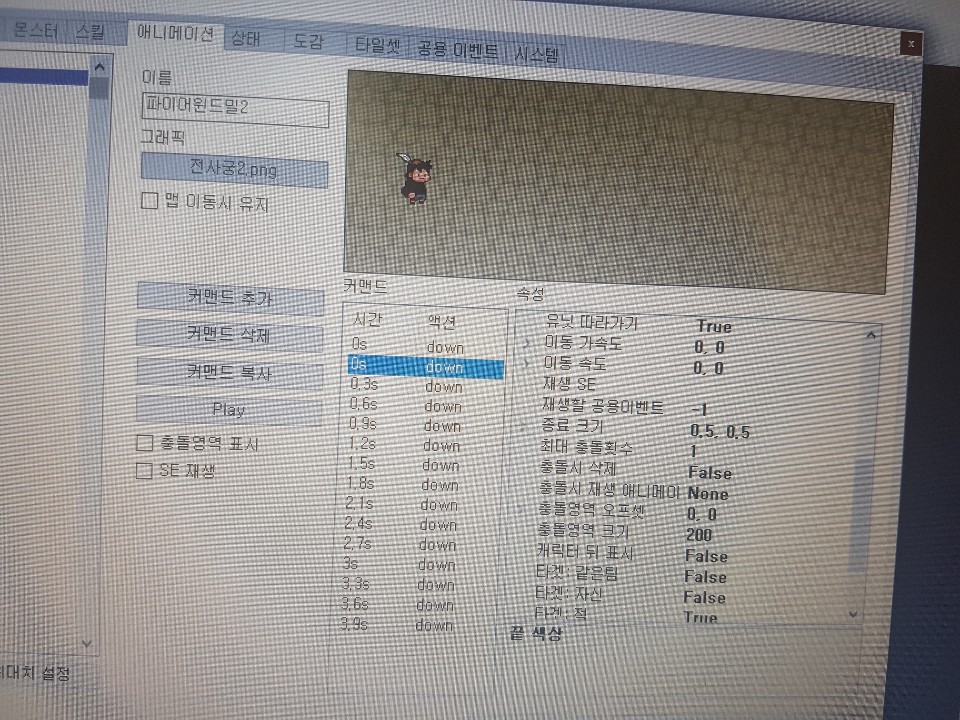 몬스터 스킬 애니메이션 상태 도감 타일셋 공용 이벤트 시스템
x
이름
파이어윈드밀2
그래픽
전사궁2.png
맵 이동시 유지
커맨드 추가
커맨드 삭제
커맨드 복사
Play
충돌영역 표시
SE 재생
대치 설정
커맨드
시간 액션
0s down
0s down
0.3s down
0.6s down
0.9s down
1.2s down
1.5s down
1.8s down
2.1s down
2.4s down
2.7s down
3s down
3.3s down
3.6s down
3.9s down
속성
유닛 따라가기 True
이동 가속도 0, 0
이동 속도 0, 0
재생 SE
재생할 공용이벤트 -1
종료 크기 0.5, 0.5
최대 충돌횟수 1
충돌시 삭제 False
충돌시 재생 애니메이 None
충돌영역 오프셋 0, 0
충돌영역 크기 200
캐릭터 뒤 표시 False
타겟: 같은팀 False
타겟: 자신 False
타겟: 적 True
끝 색상